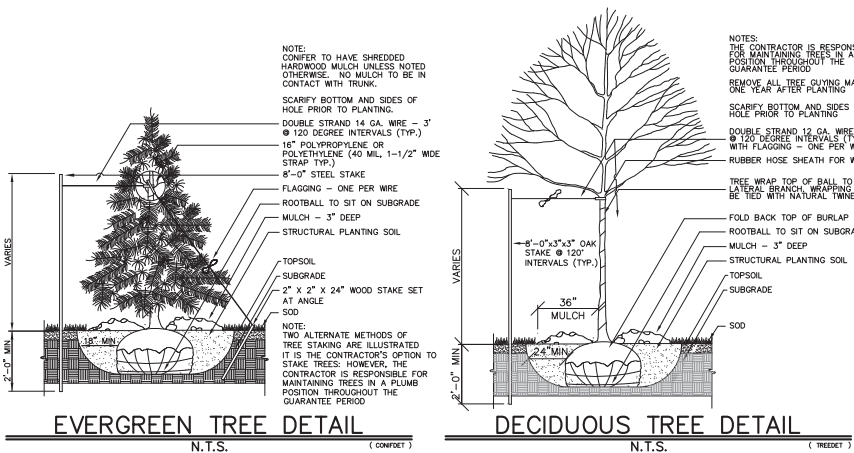 NOTE:
CONIFER TO HAVE SHREDDED
HARDWOOD MULCH UNLESS NOTED
OTHERWISE.  NO MULCH TO BE IN
CONTACT WITH TRUNK.
SCARIFY BOTTOM AND SIDES OF
HOLE PRIOR TO PLANTING.
DOUBLE STRAND 14 GA. WIRE – 3'
@ 120 DEGREE INTERVALS (TYP.)
16" POLYPROPYLENE OR
POLYETHYLENE (40 MIL, 1-1/2" WIDE
STRAP TYP.)
8'-0" STEEL STAKE
FLAGGING – ONE PER WIRE
ROOTBALL TO SIT ON SUBGRADE
MULCH – 3" DEEP
STRUCTURAL PLANTING SOIL
TOPSOIL
SUBGRADE
2" X 2" X 24" WOOD STAKE SET
AT ANGLE
SOD
NOTE:
TWO ALTERNATE METHODS OF
TREE STAKING ARE ILLUSTRATED
IT IS THE CONTRACTOR'S OPTION TO
STAKE TREES: HOWEVER, THE
CONTRACTOR IS RESPONSIBLE FOR
MAINTAINING TREES IN A PLUMB
POSITION THROUGHOUT THE
GUARANTEE PERIOD
VARIES
18" MIN
2'-0" MIN
EVERGREEN TREE DETAIL
N.T.S.
( CONIFDET )
NOTES:
THE CONTRACTOR IS RESPONS
FOR MAINTAINING TREES IN A
POSITION THROUGHOUT THE
GUARANTEE PERIOD
REMOVE ALL TREE GUYING MA
ONE YEAR AFTER PLANTING
SCARIFY BOTTOM AND SIDES
HOLE PRIOR TO PLANTING
DOUBLE STRAND 12 GA. WIRE
@ 120 DEGREE INTERVALS (T
WITH FLAGGING – ONE PER W
RUBBER HOSE SHEATH FOR W
TREE WRAP TOP OF BALL TO
LATERAL BRANCH, WRAPPING
BE TIED WITH NATURAL TWINE
FOLD BACK TOP OF BURLAP
ROOTBALL TO SIT ON SUBGRA
MULCH – 3" DEEP
STRUCTURAL PLANTING SOIL
TOPSOIL
SUBGRADE
SOD
8'-0"x3"x3" OAK
STAKE @ 120°
INTERVALS (TYP.)
VARIES
36"
MULCH
24"MIN
2'-0" MIN
DECIDUOUS TREE DETAIL
N.T.S.
( TREEDET )